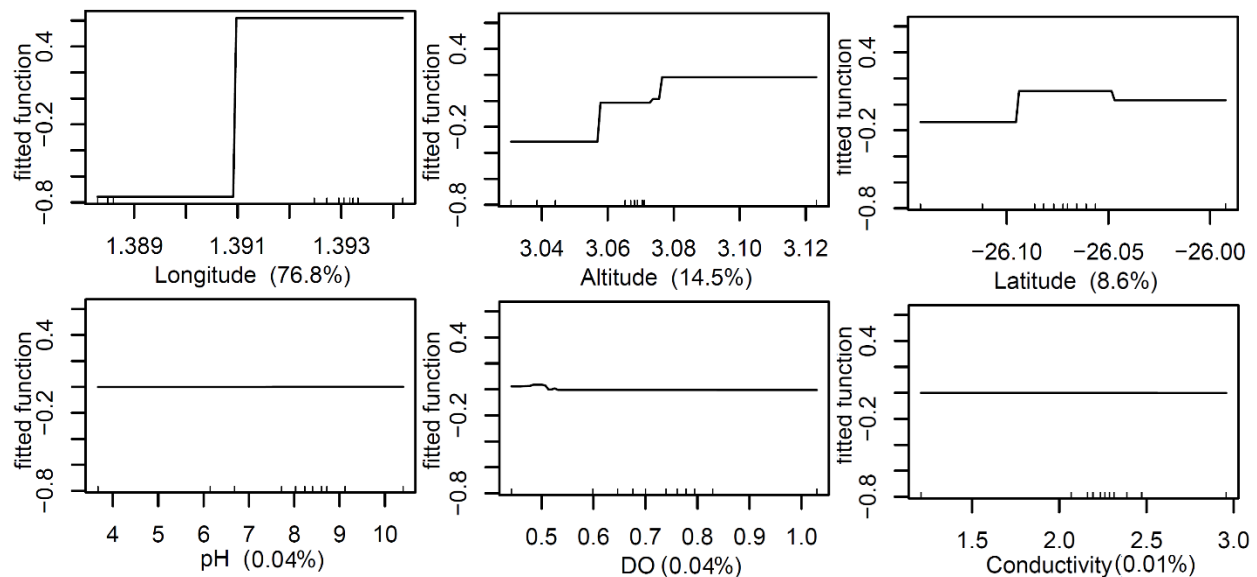 fitted function
0.4
−0.2
−0.8
1.389 1.391 1.393
Longitude (76.8%)
fitted function
0.4
−0.2
−0.8
3.04 3.06 3.08 3.10 3.12
Altitude (14.5%)
fitted function
0.4
−0.2
−0.8
−26.10 −26.05 −26.00
Latitude (8.6%)
fitted function
0.4
−0.2
−0.8
4 5 6 7 8 9 10
pH (0.04%)
fitted function
0.4
−0.2
−0.8
0.5 0.6 0.7 0.8 0.9 1.0
DO (0.04%)
fitted function
0.4
−0.2
−0.8
1.5 2.0 2.5 3.0
Conductivity (0.01%)